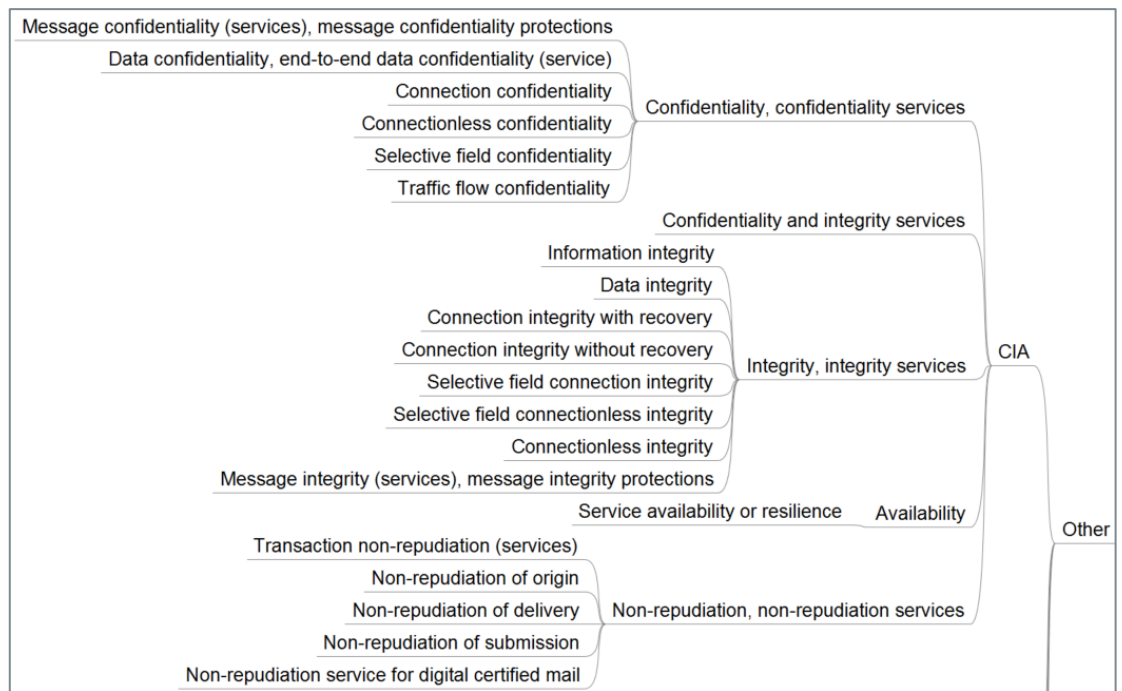 Message confidentiality (services), message confidentiality protections
Data confidentiality, end-to-end data confidentiality (service)
Connection confidentiality
Confidentiality, confidentiality services
Connectionless confidentiality
Selective field confidentiality
Traffic flow confidentiality
Confidentiality and integrity services
Information integrity
Data integrity
Connection integrity with recovery
Connection integrity without recovery
CIA
Integrity, integrity services
Selective field connection integrity
Selective field connectionless integrity
Connectionless integrity
Message integrity (services), message integrity protections
Service availability or resilience
Availability
Other
Transaction non-repudiation (services)
Non-repudiation of origin
Non-repudiation of delivery
Non-repudiation, non-repudiation services
Non-repudiation of submission
Non-repudiation service for digital certified mail